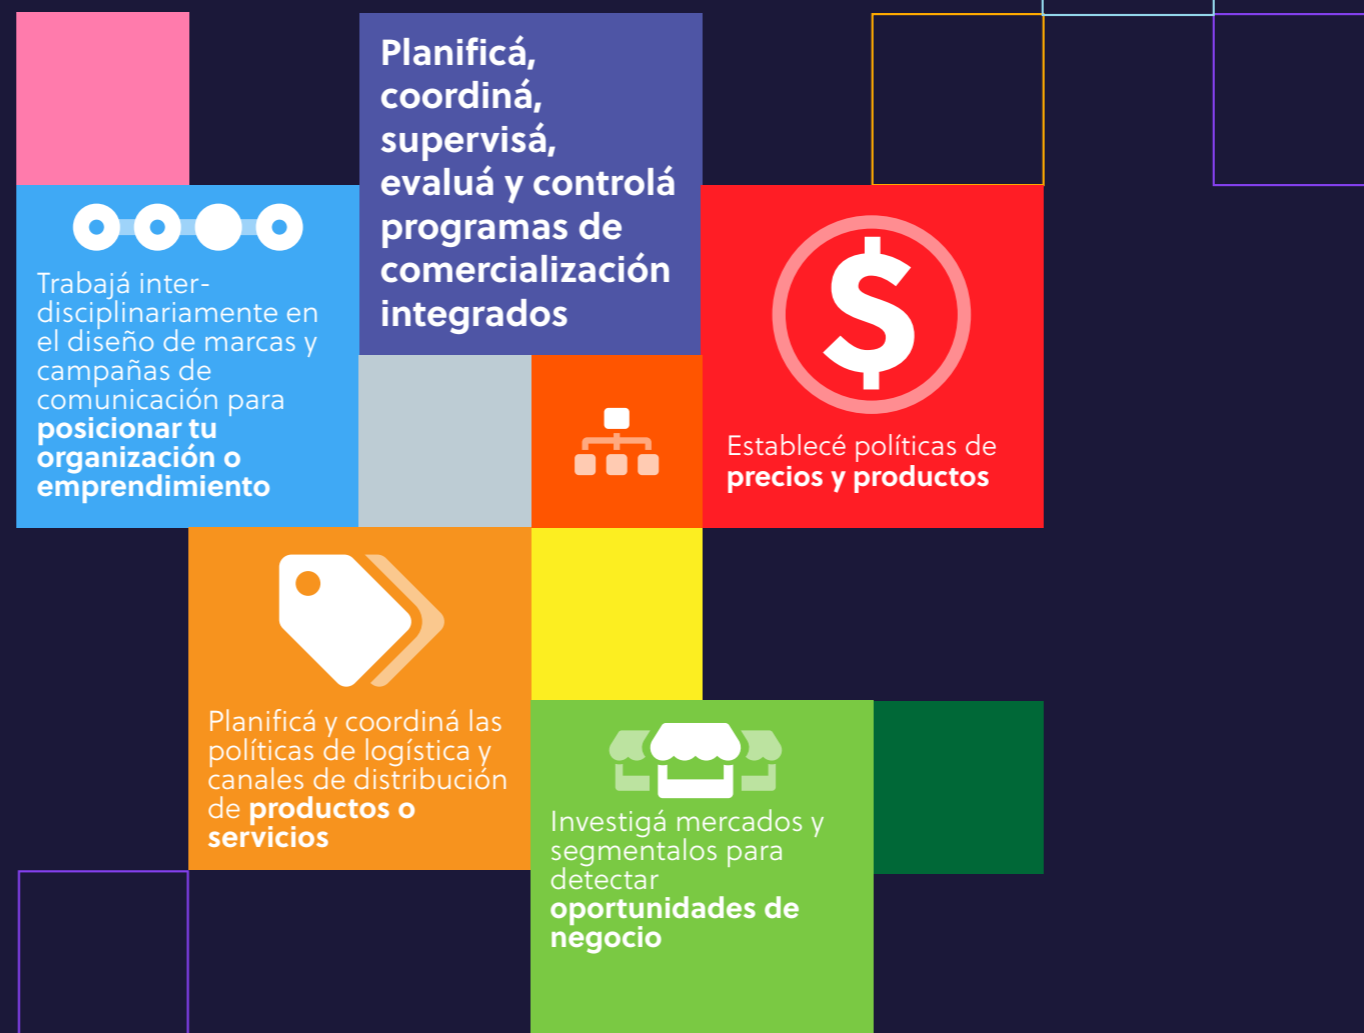 Planificá,
coordiná,
supervisá,
evaluá y controlá
programas de
comercialización
integrados
Trabajá inter-
disciplinariamente en
el diseño de marcas y
campañas de
comunicación para
posicionar tu
organización o
emprendimiento
$
Establecé políticas de
precios y productos
Planificá y coordiná las
políticas de logística y
canales de distribución
de productos o
servicios
Investigá mercados y
segmentalos para
detectar
oportunidades de
negocio